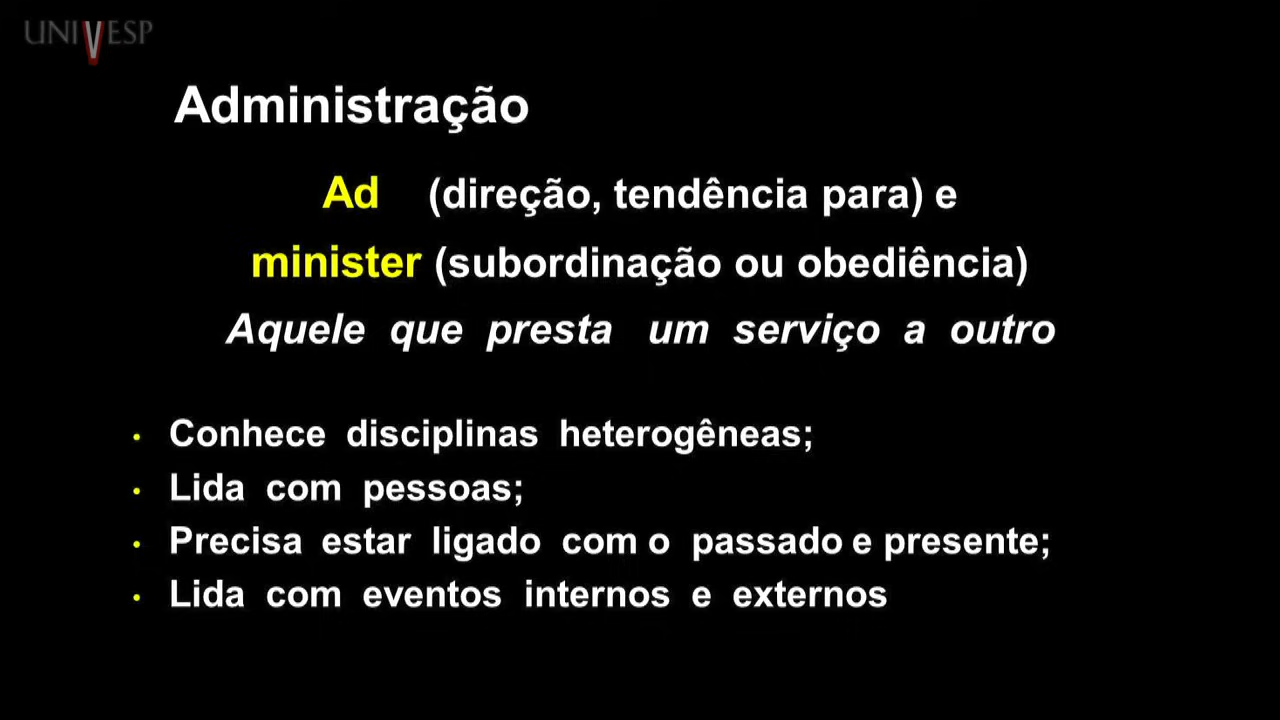 UNIVESP
Administração
Ad (direção, tendência para) e
minister (subordinação ou obediência)
Aquele que presta um serviço a outro
• Conhece disciplinas heterogêneas;
• Lida com pessoas;
• Precisa estar ligado com o passado e presente;
• Lida com eventos internos e externos